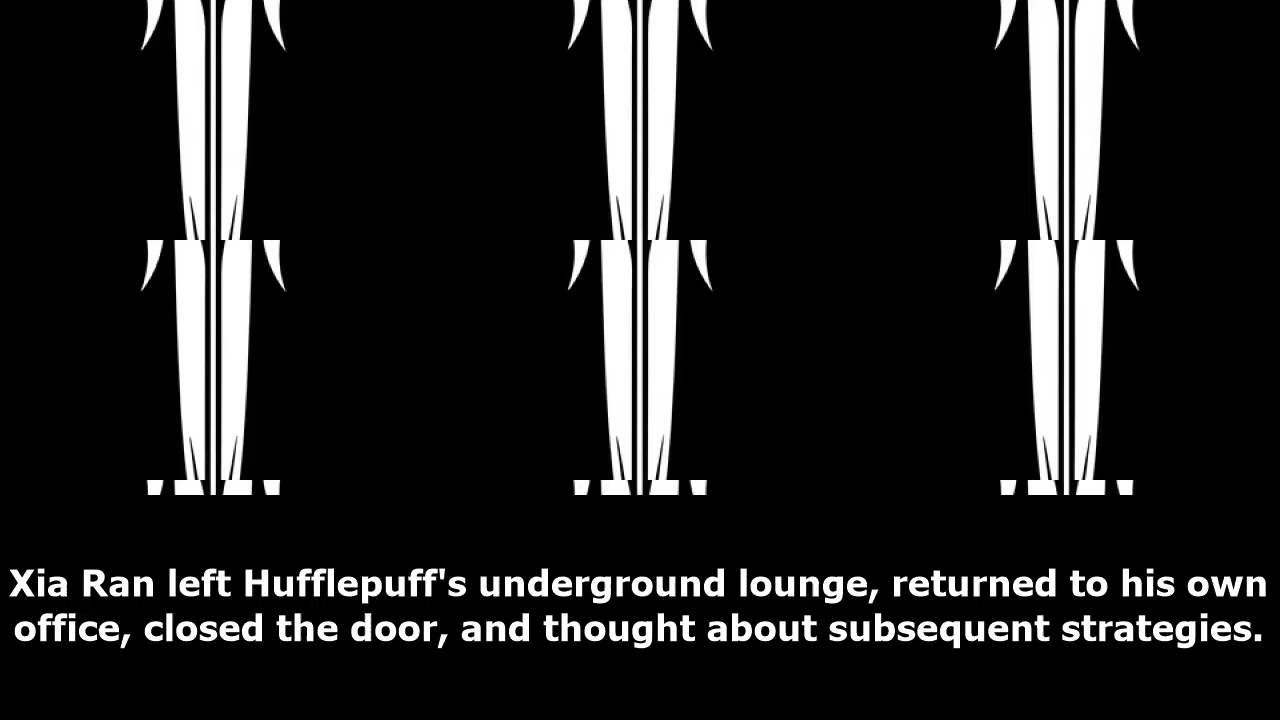 Xia Ran left Hufflepuff's underground lounge, returned to his own
office, closed the door, and thought about subsequent strategies.